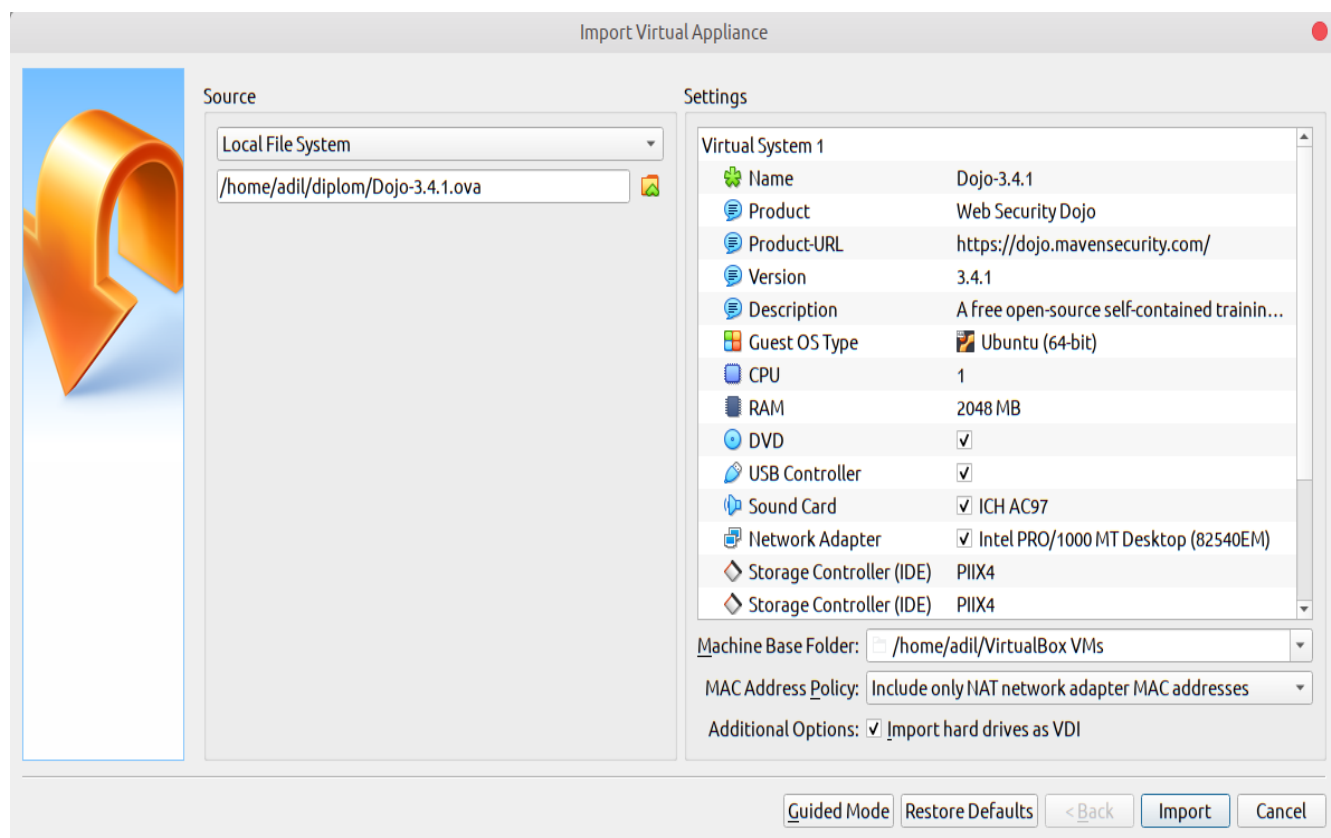 Import Virtual Appliance
Source
Local File System
/home/adil/diplom/Dojo-3.4.1.ova
Settings
Virtual System 1
Name Dojo-3.4.1
Product Web Security Dojo
Product-URL https://dojo.mavensecurity.com/
Version 3.4.1
Description A free open-source self-contained trainin...
Guest OS Type Ubuntu (64-bit)
CPU 1
RAM 2048 MB
DVD
USB Controller
Sound Card ICH AC97
Network Adapter Intel PRO/1000 MT Desktop (82540EM)
Storage Controller (IDE) PIIX4
Storage Controller (IDE) PIIX4
Machine Base Folder: /home/adil/VirtualBox VMs
MAC Address Policy: Include only NAT network adapter MAC addresses
Additional Options: Import hard drives as VDI
Guided Mode Restore Defaults < Back Import Cancel